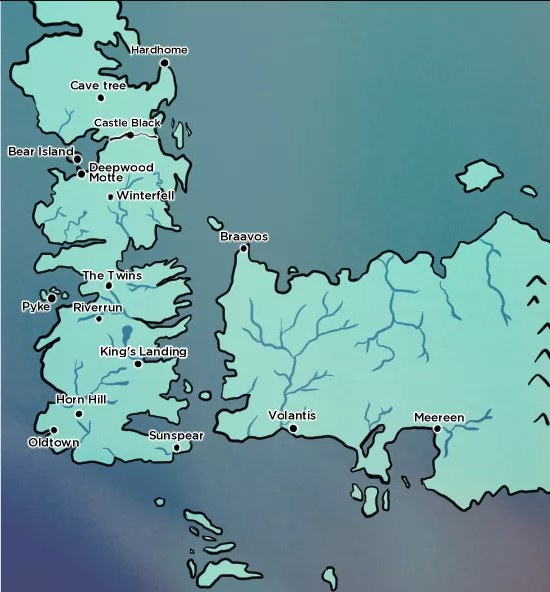 Hardhome
Cave tree
Castle Black
Bear Island
Deepwood
Motte
Winterfell
Braavos
The Twins
Pyke
Riverrun
King's Landing
Horn Hill
Volantis
Meereen
Oldtown
Sunspear